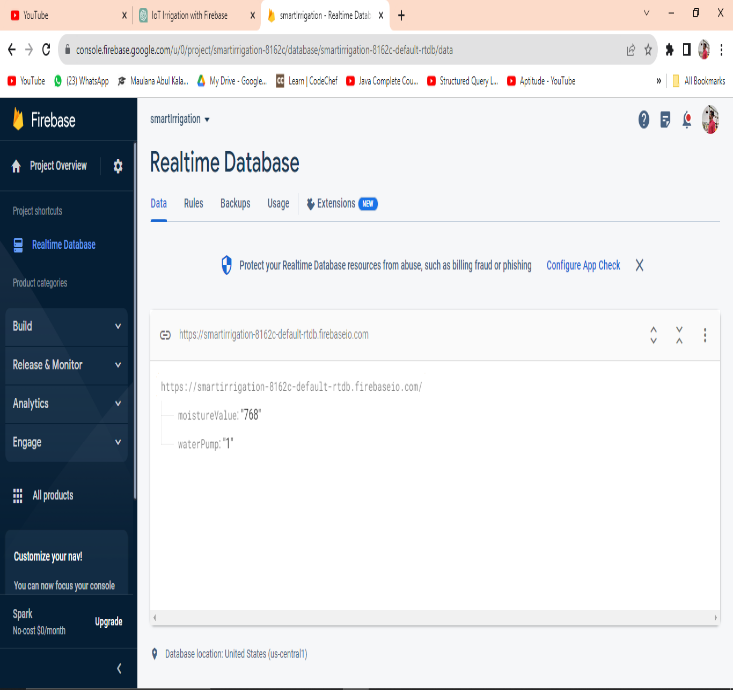 YouTube
IoT Irrigation with Firebase
smartirrigation - Realtime Datab
console.firebase.google.com/u/0/project/smartirrigation-8162c/database/smartirrigation-8162c-default-rtdb/data
YouTube (23) WhatsApp Maulana Abul Kala... My Drive - Google... Learn | CodeChef Java Complete Cou... Structured Query L... Aptitude - YouTube » All Bookmarks
Firebase
Project Overview
Project shortcuts
Realtime Database
Product categories
Build
Release & Monitor
Analytics
Engage
All products
Customize your nav!
You can now focus your console
Spark
No-cost $0/month
Upgrade
smartIrrigation
Realtime Database
Data Rules Backups Usage Extensions NEW
Protect your Realtime Database resources from abuse, such as billing fraud or phishing Configure App Check
https://smartirrigation-8162c-default-rtdb.firebaseio.com
https://smartirrigation-8162c-default-rtdb.firebaseio.com/
moistureValue:"768"
waterPump:"1"
Database location: United States (us-central1)